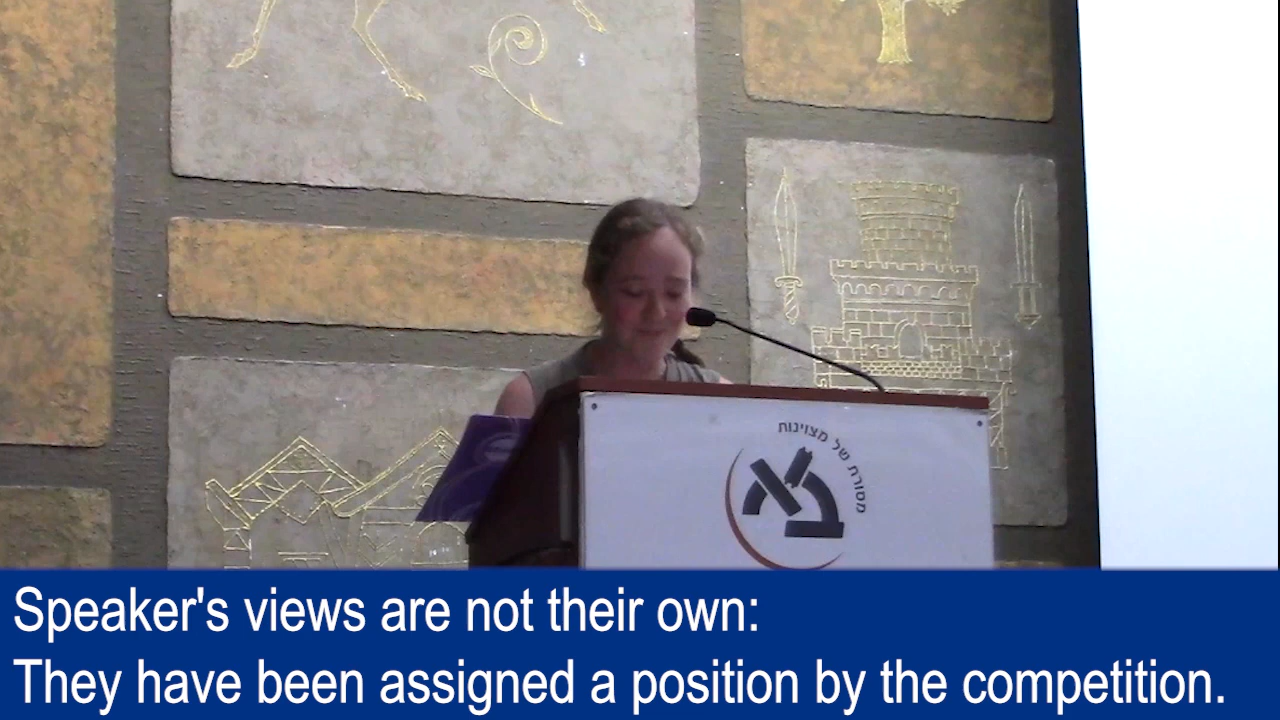 מסורת של מצוינות
Speaker's views are not their own:
They have been assigned a position by the competition.